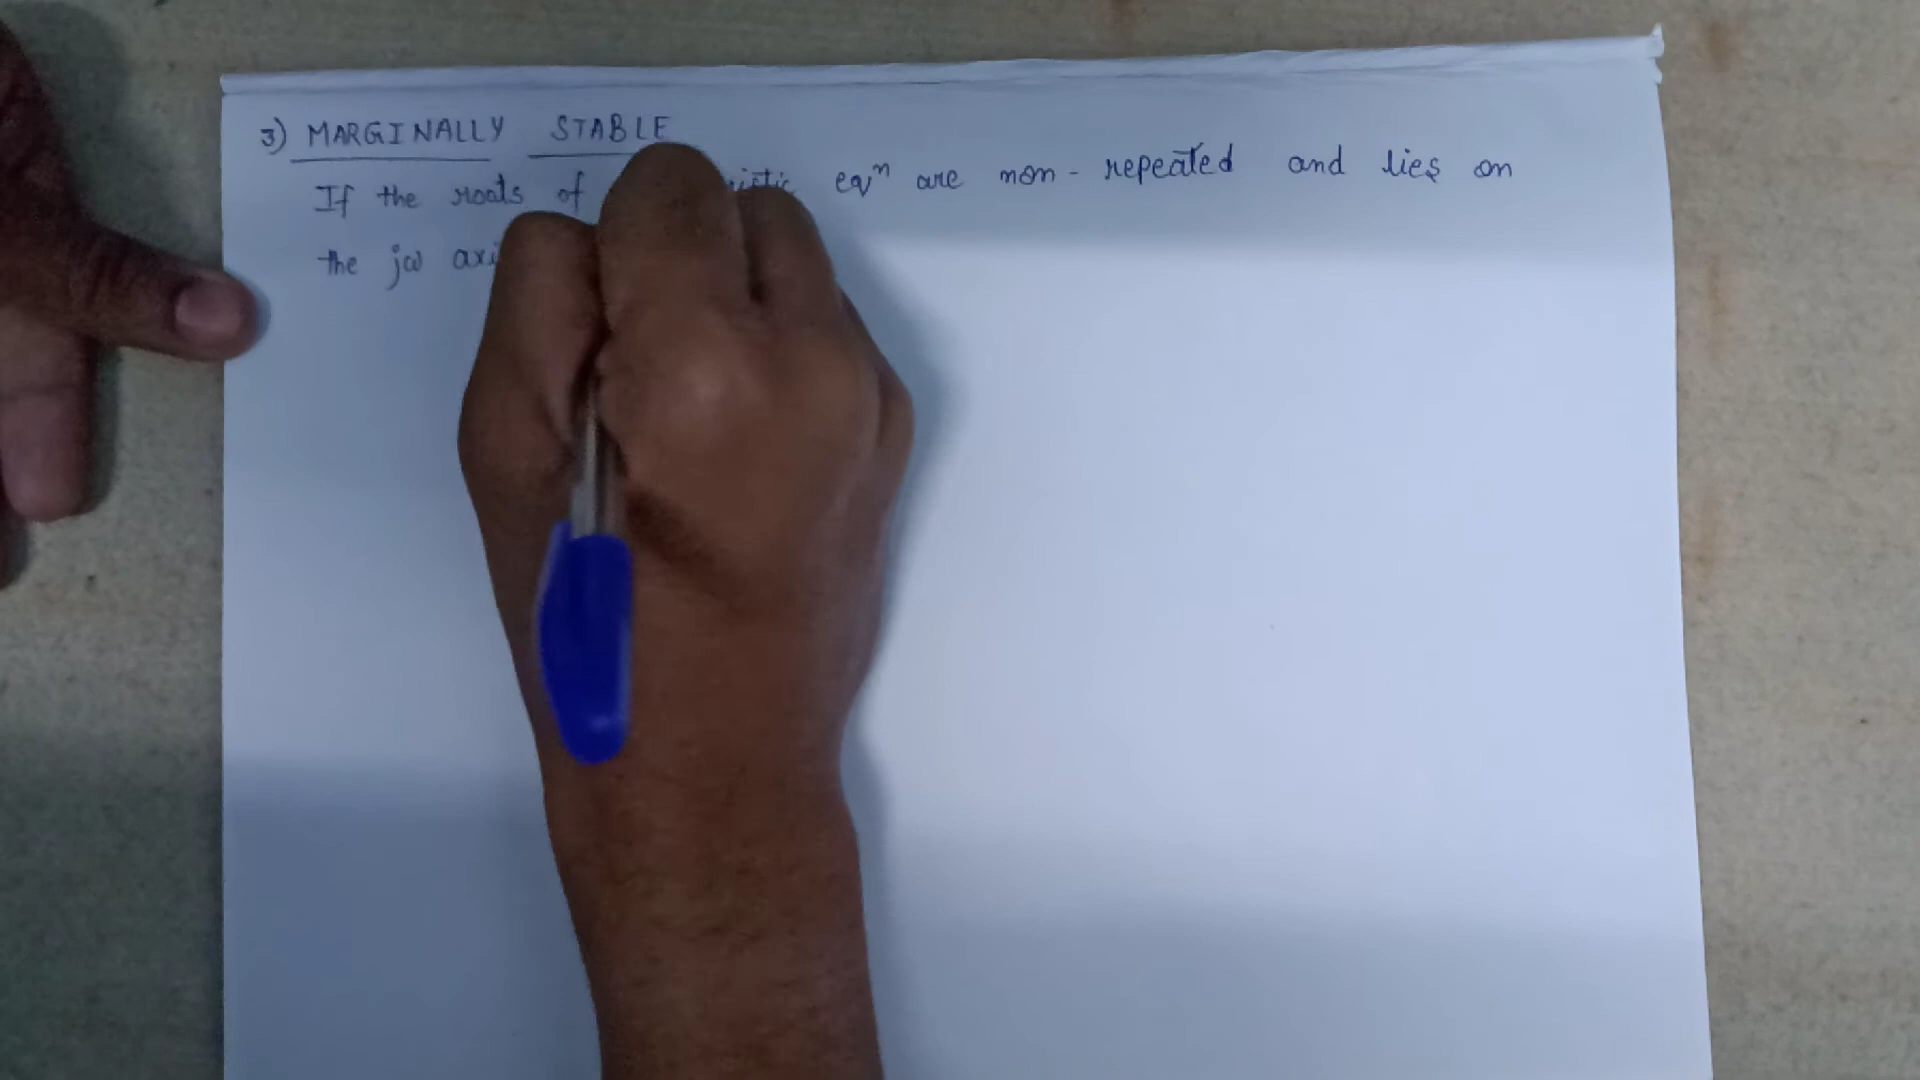 3) MARGINALLY STABLE
If the roots of eqⁿ are non-repeated and lies on
the jω